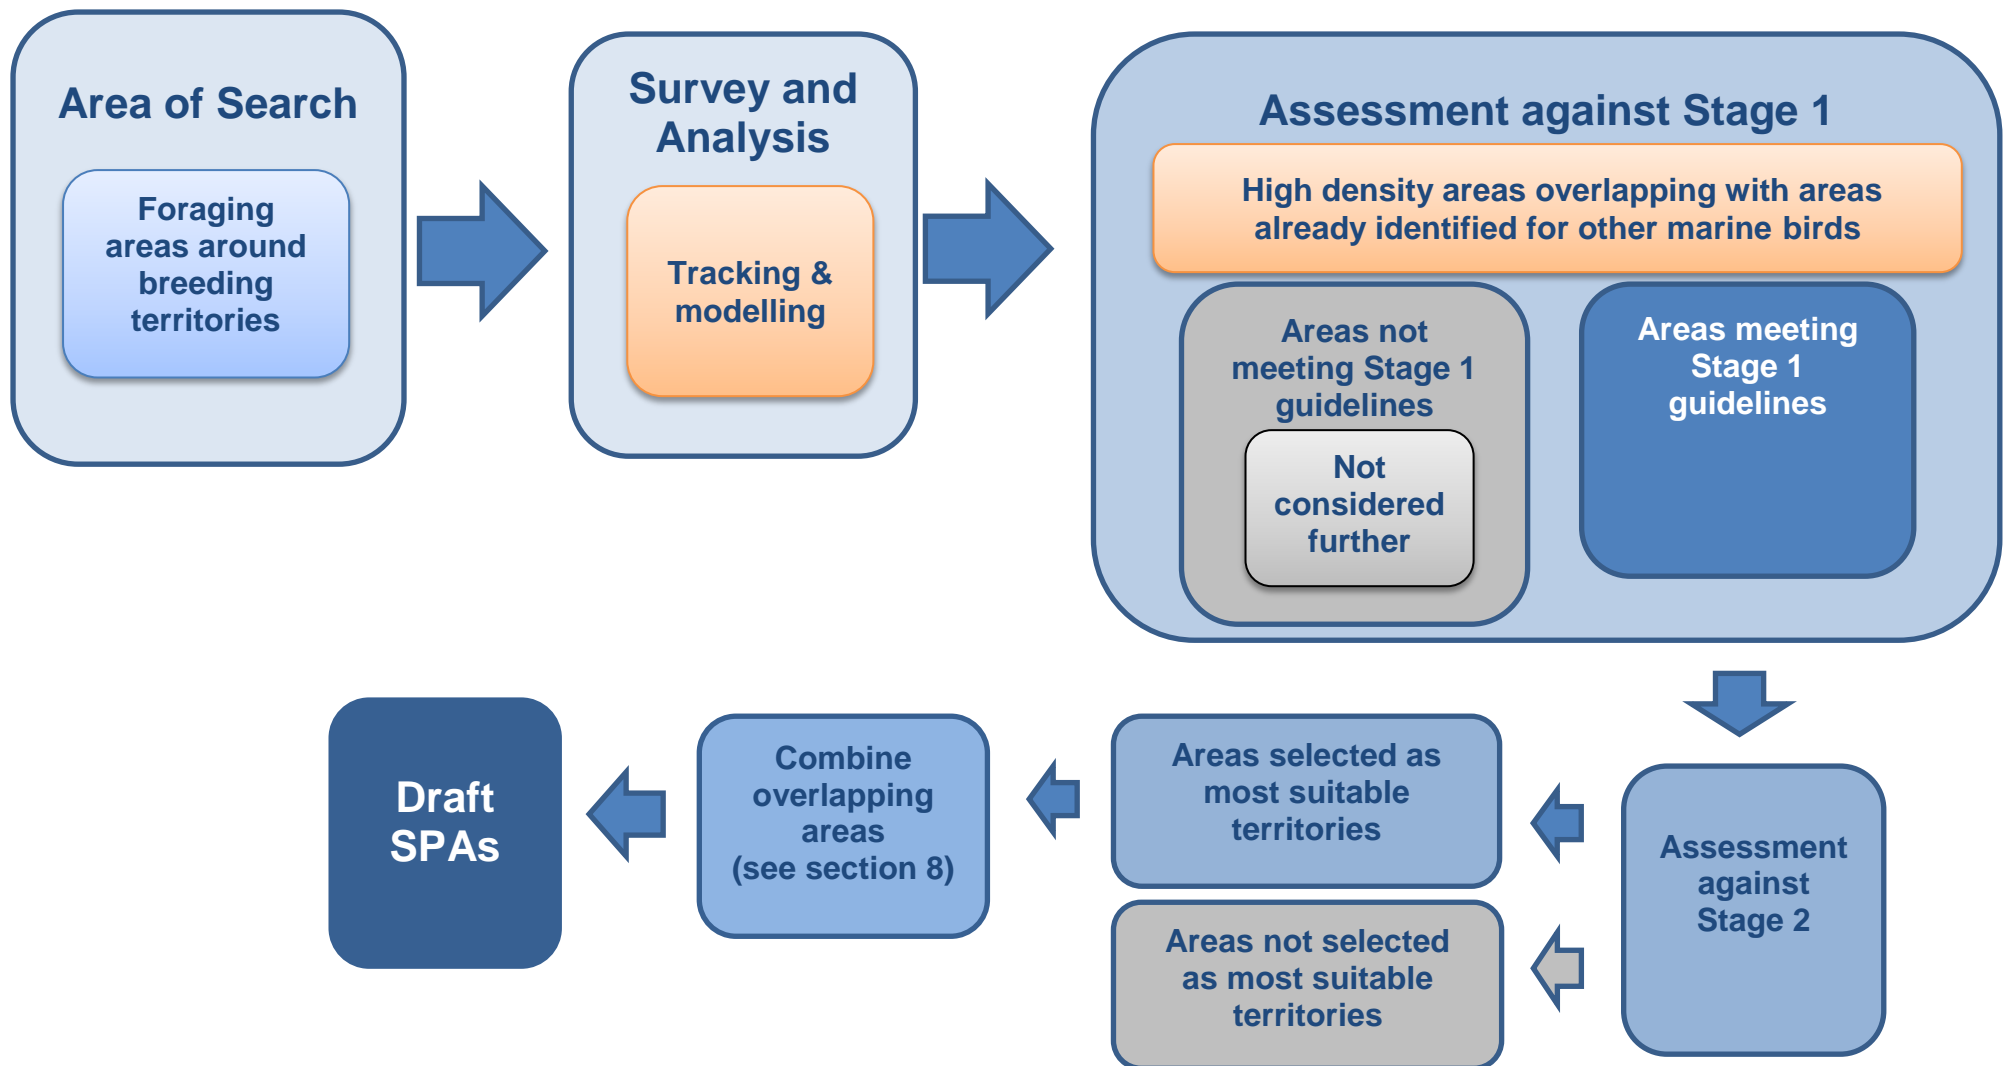 Area of Search
Foraging
areas around
breeding
territories
Survey and
Analysis
Tracking &
modelling
Assessment against Stage 1
High density areas overlapping with areas
already identified for other marine birds
Areas not
meeting Stage 1
guidelines
Not
considered
further
Areas meeting
Stage 1
guidelines
Assessment
against
Stage 2
Areas selected as
most suitable
territories
Areas not selected
as most suitable
territories
Combine
overlapping
areas
(see section 8)
Draft
SPAs